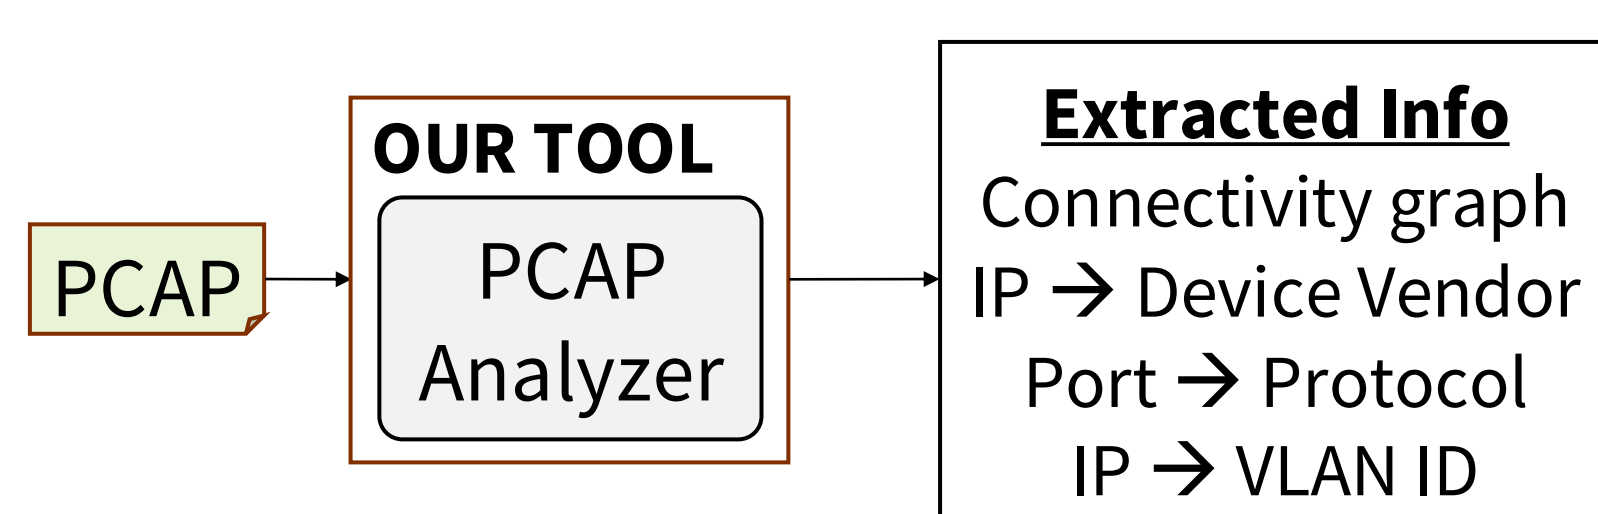 PCAP
OUR TOOL
PCAP
Analyzer
Extracted Info
Connectivity graph
IP → Device Vendor
Port → Protocol
IP → VLAN ID